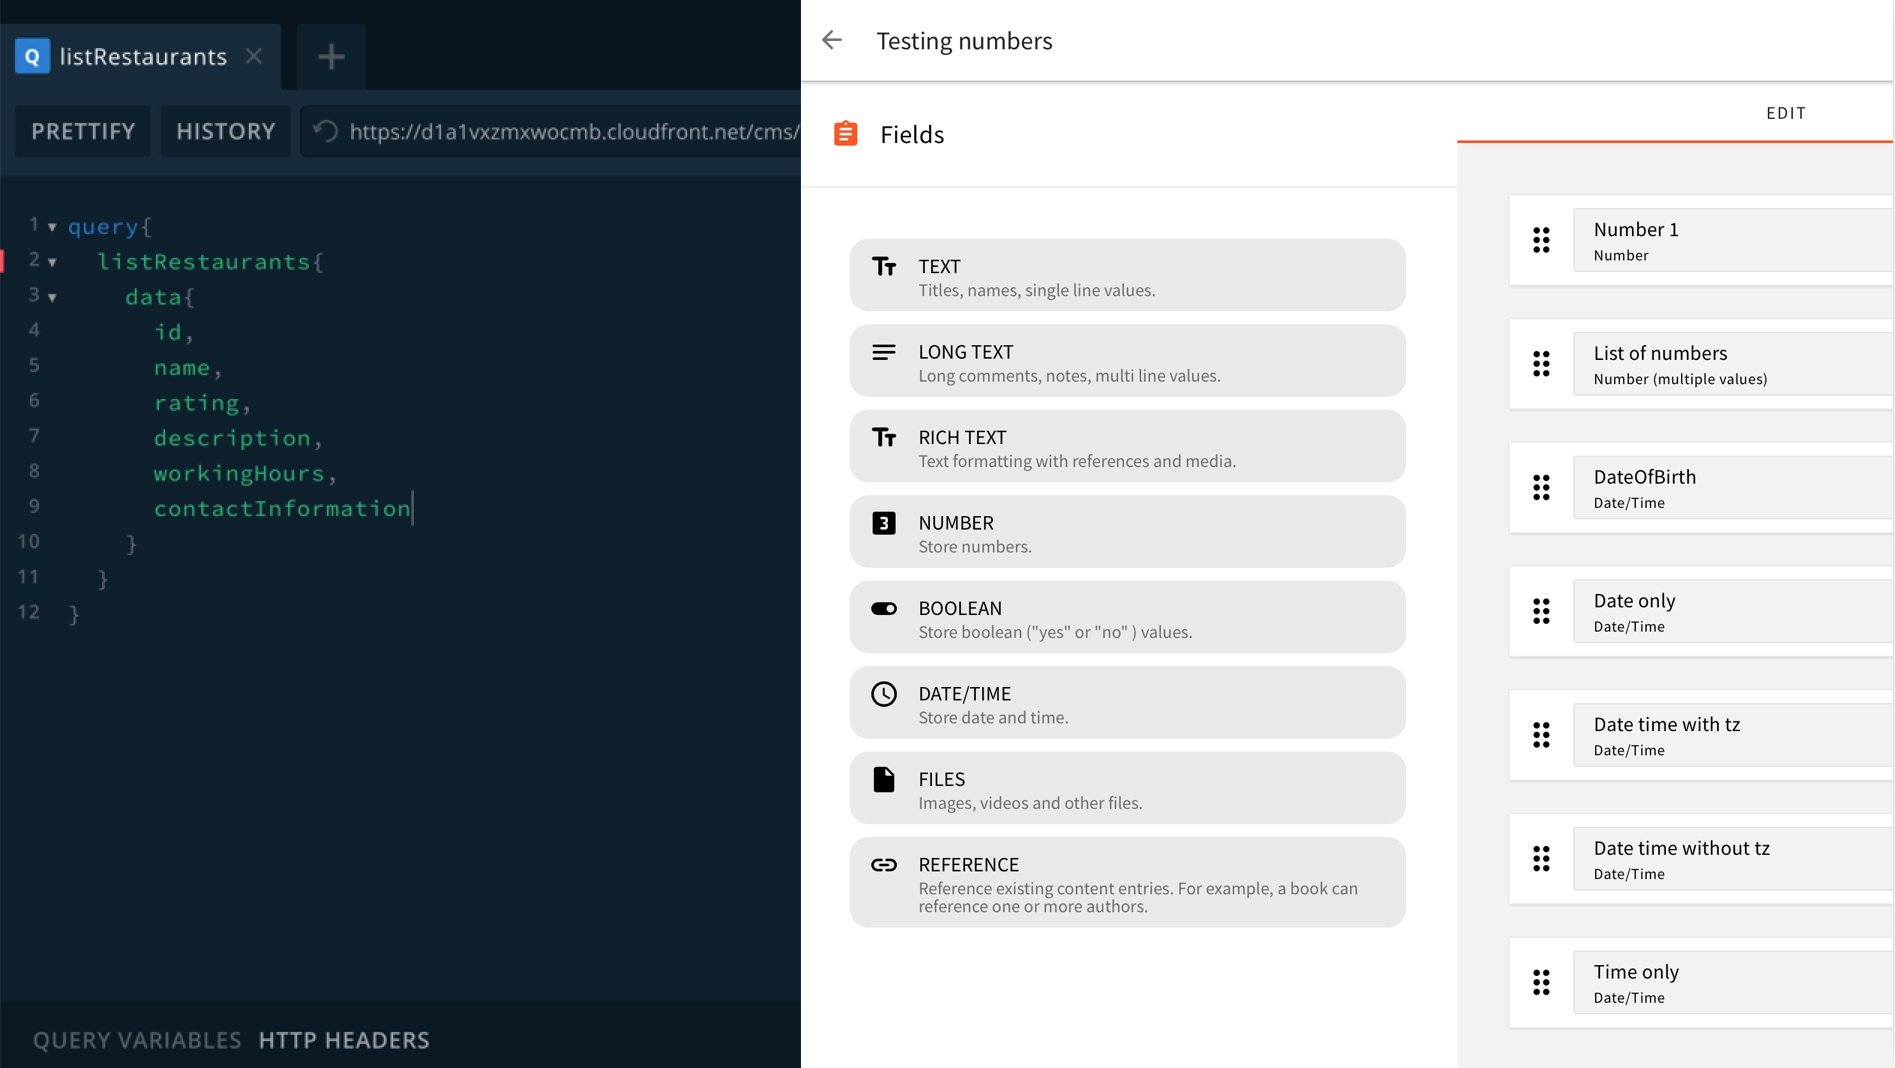 Q listRestaurants
PRETTIFY HISTORY https://d1a1vxzmxwocmb.cloudfront.net/cms/
1 query{
2 listRestaurants{
3 data{
4 id,
5 name,
6 rating,
7 description,
8 workingHours,
9 contactInformation
10 }
11 }
12 }
QUERY VARIABLES HTTP HEADERS
Testing numbers
Fields
TEXT
Titles, names, single line values.
LONG TEXT
Long comments, notes, multi line values.
RICH TEXT
Text formatting with references and media.
3 NUMBER
Store numbers.
BOOLEAN
Store boolean ("yes" or "no" ) values.
DATE/TIME
Store date and time.
FILES
Images, videos and other files.
REFERENCE
Reference existing content entries. For example, a book can
reference one or more authors.
EDIT
Number 1
Number
List of numbers
Number (multiple values)
DateOfBirth
Date/Time
Date only
Date/Time
Date time with tz
Date/Time
Date time without tz
Date/Time
Time only
Date/Time